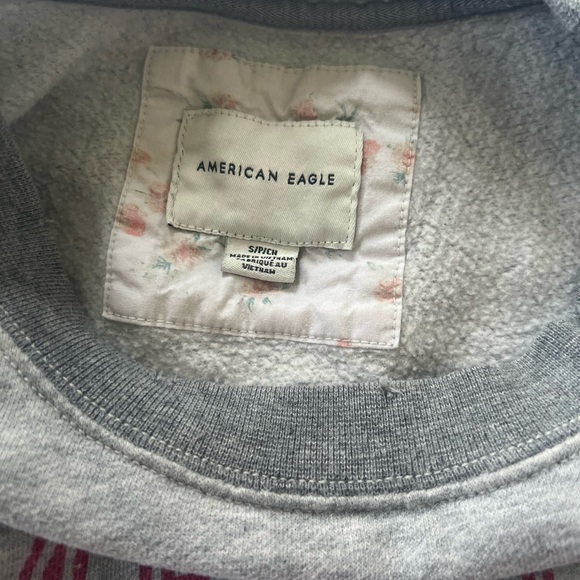 AMERICAN EAGLE
S/P/CH
MADE IN VIETNAM
FABRIQUÉ AU
VIETNAM